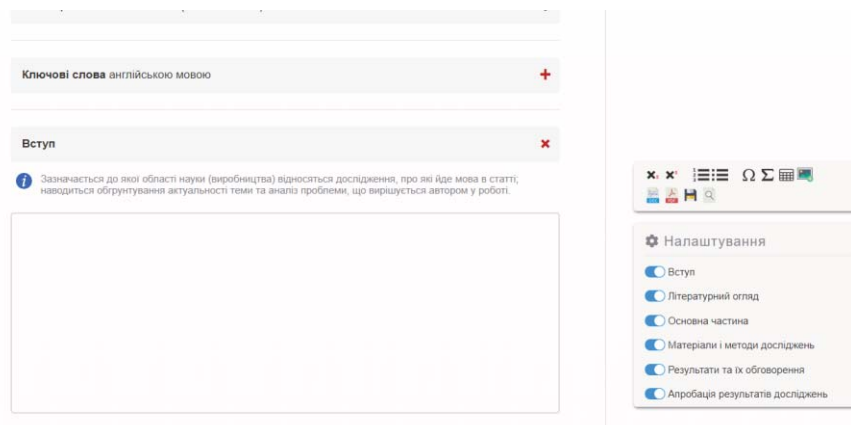 Ключові слова англійською мовою
Вступ
Зазначається до якої області науки (виробництва) відносяться дослідження, про які йде мова в статті;
наводиться обгрунтування актуальності теми та аналіз проблеми, що вирішується автором у роботі.
Налаштування
Вступ
Літературний огляд
Основна частина
Матеріали і методи досліджень
Результати та їх обговорення
Апробація результатів досліджень